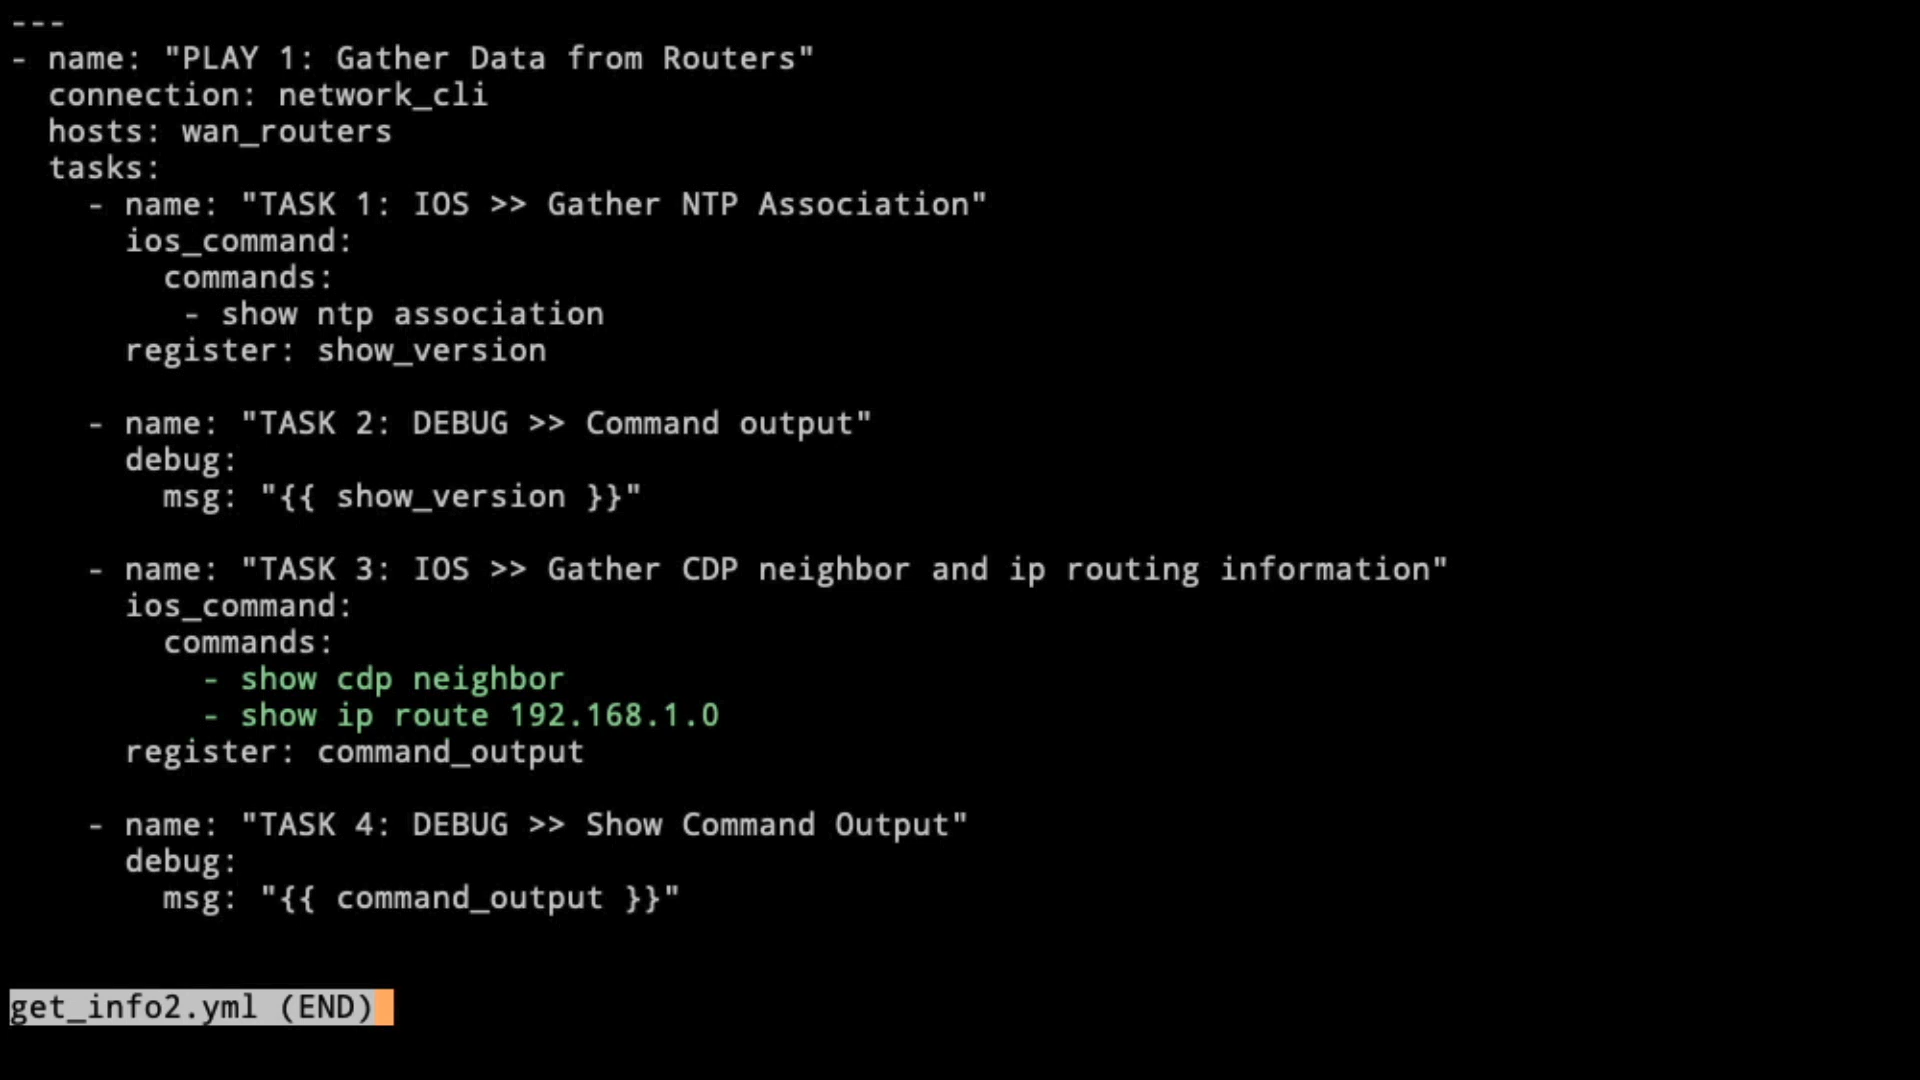 ---
- name: "PLAY 1: Gather Data from Routers"
  connection: network_cli
  hosts: wan_routers
  tasks:
    - name: "TASK 1: IOS >> Gather NTP Association"
      ios_command:
        commands:
         - show ntp association
      register: show_version

    - name: "TASK 2: DEBUG >> Command output"
      debug:
        msg: "{{ show_version }}"

    - name: "TASK 3: IOS >> Gather CDP neighbor and ip routing information"
      ios_command:
        commands:
          - show cdp neighbor
          - show ip route 192.168.1.0
      register: command_output

    - name: "TASK 4: DEBUG >> Show Command Output"
      debug:
        msg: "{{ command_output }}"

get_info2.yml (END)